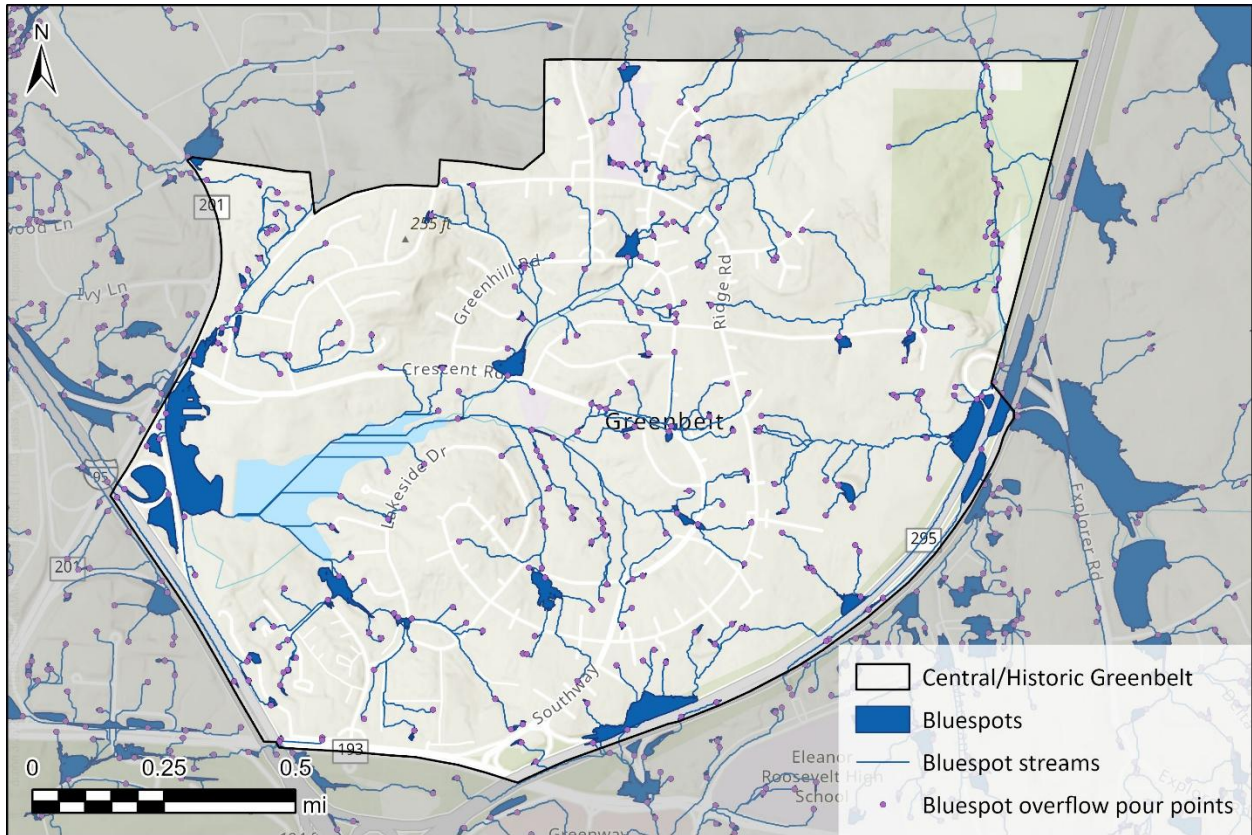 N
201
255 ft
Ivy Ln
Greenhill Rd
Ridge Rd
Crescent Rd
Greenbelt
Lakeside Dr
95
Explorer Rd
295
201
Southway
193
Central/Historic Greenbelt
Bluespots
Bluespot streams
Bluespot overflow pour points
0 0.25 0.5
mi
Eleanor
Roosevelt High
School
Greenway